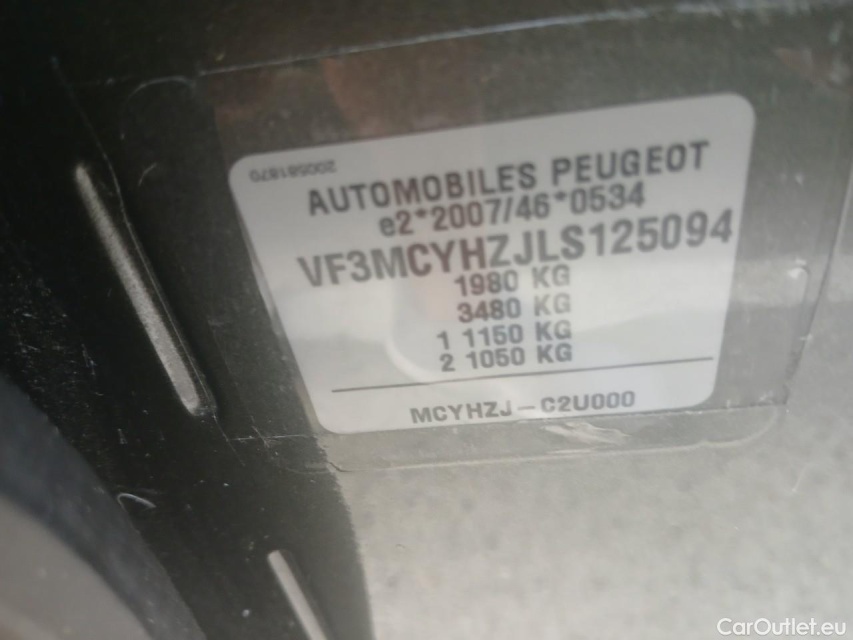 200581870
AUTOMOBILES PEUGEOT
e2*2007/46*0534
VF3MCYHZJLS125094
1980 KG
3480 KG
1 1150 KG
2 1050 KG
MCYHZJ-C2U000
CarOutlet.eu